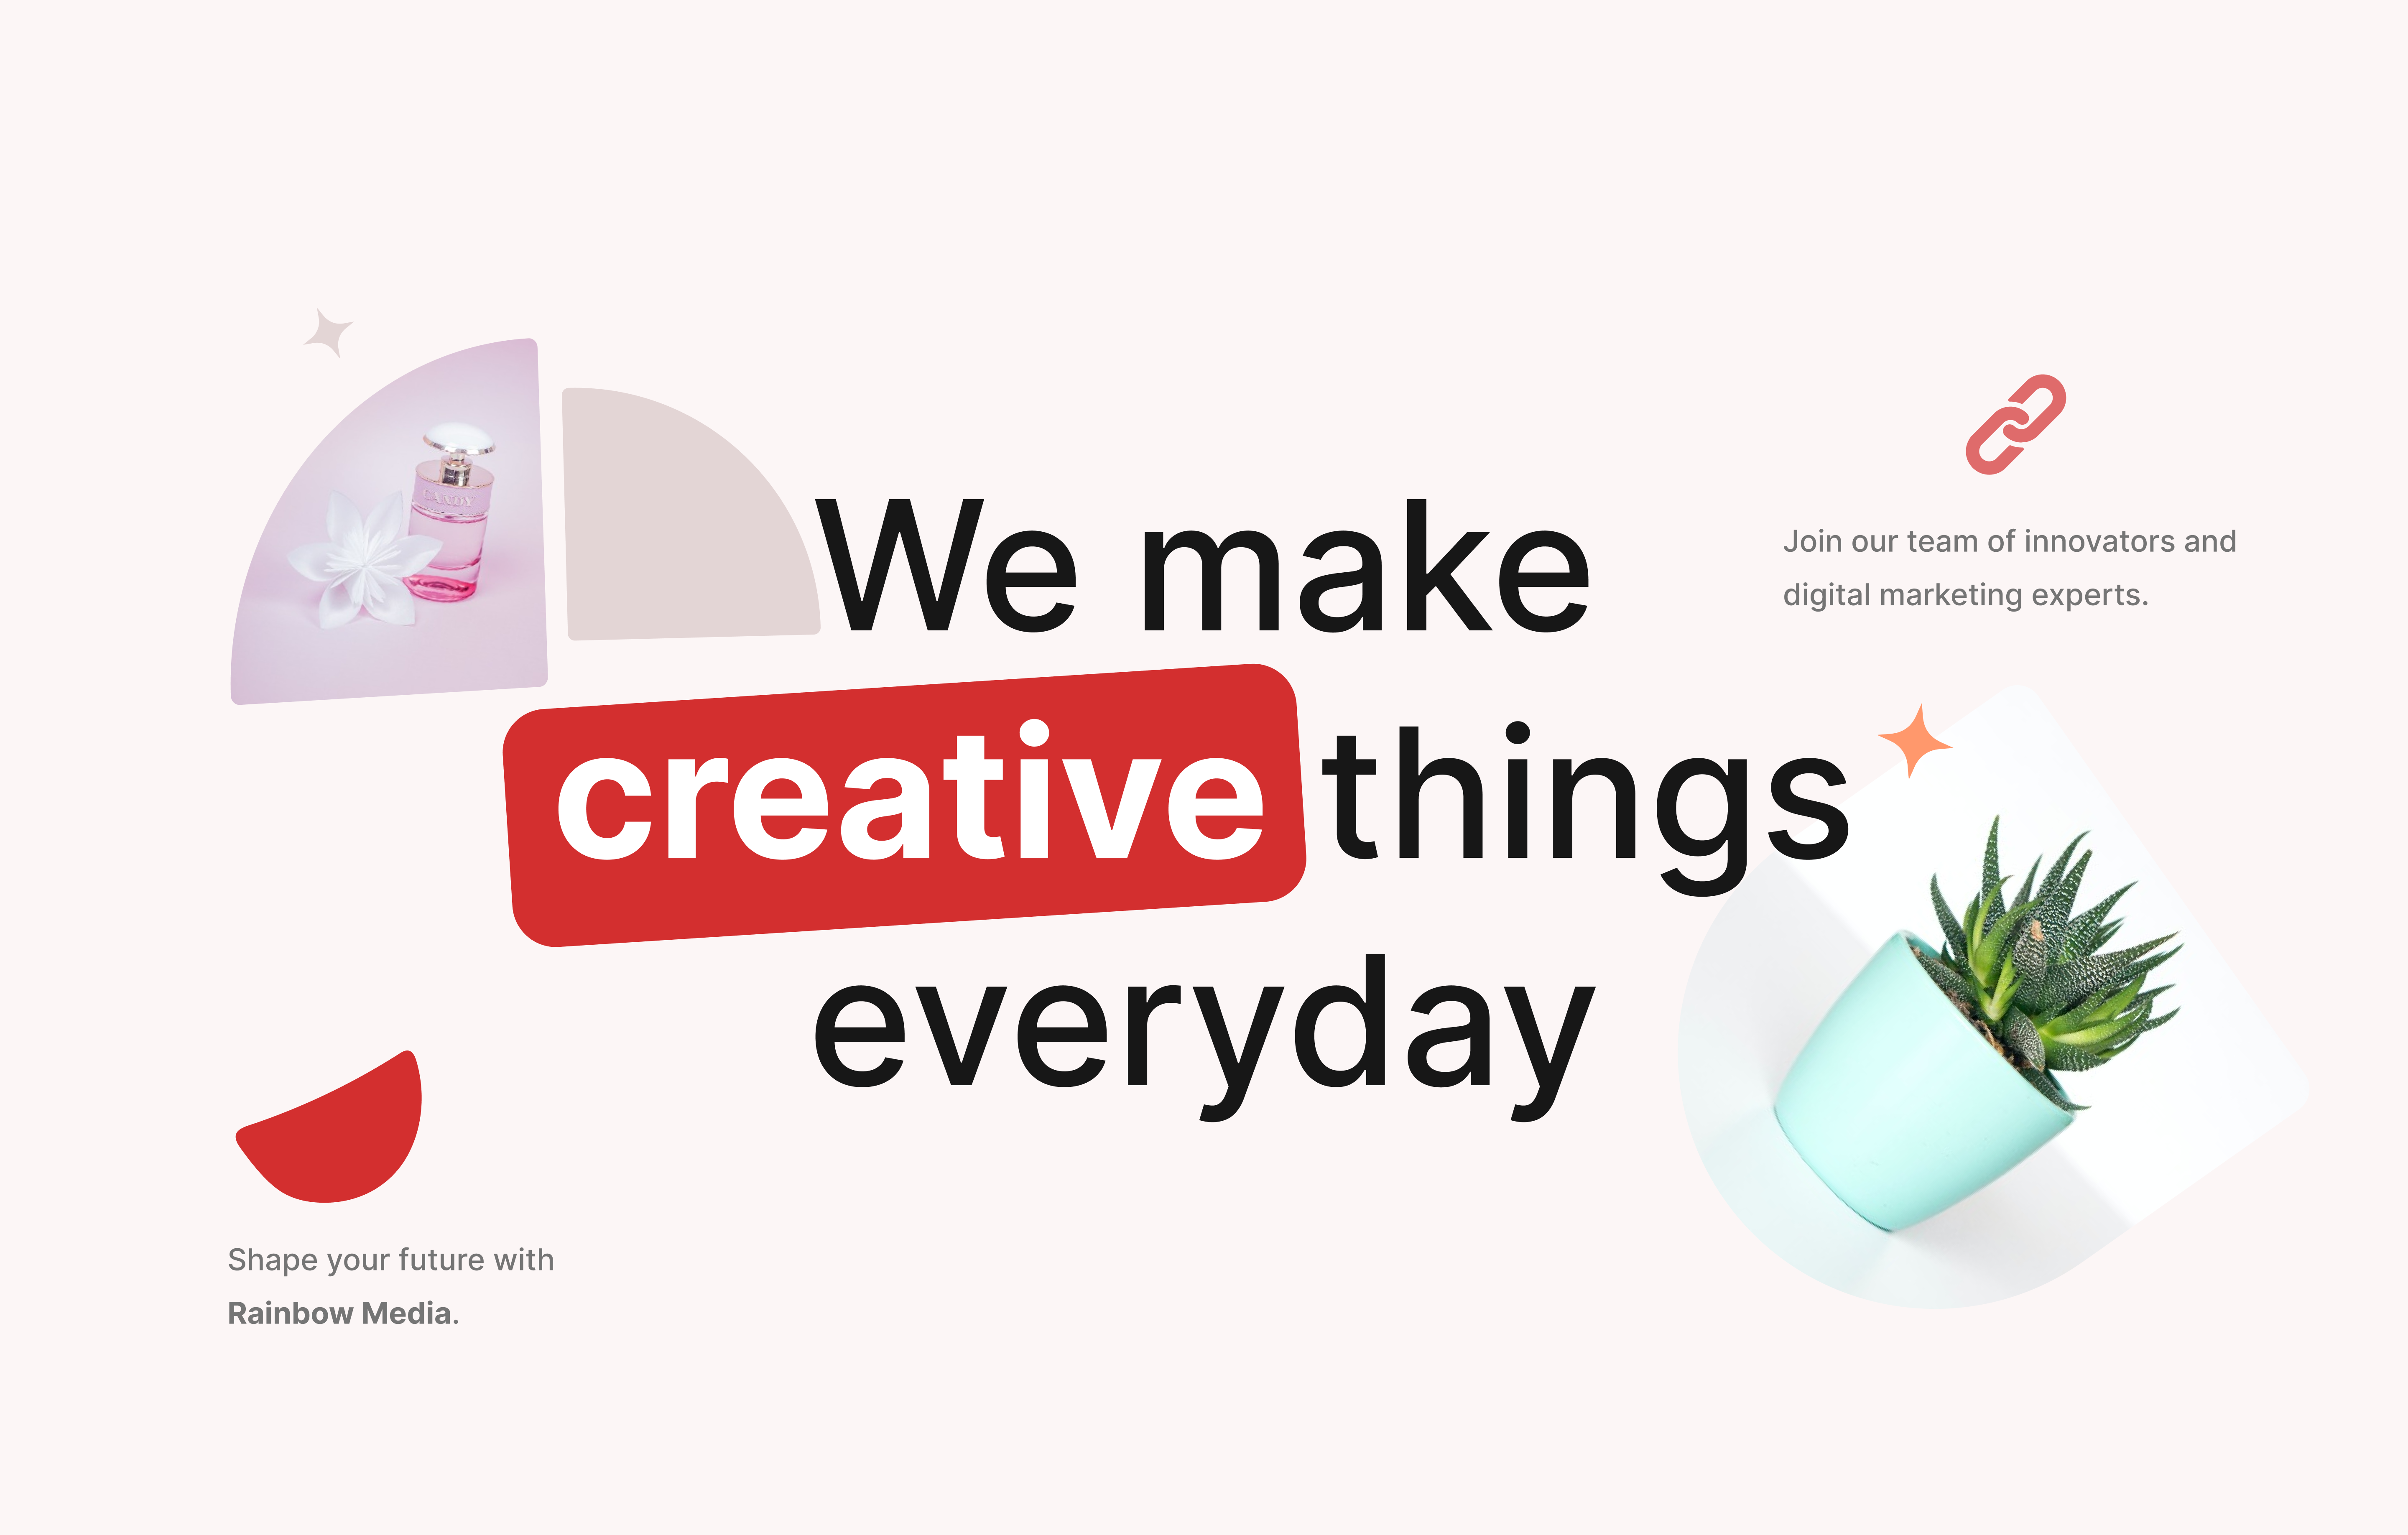 CANDY
We make
creative things
everyday
Join our team of innovators and
digital marketing experts.
Shape your future with
Rainbow Media.